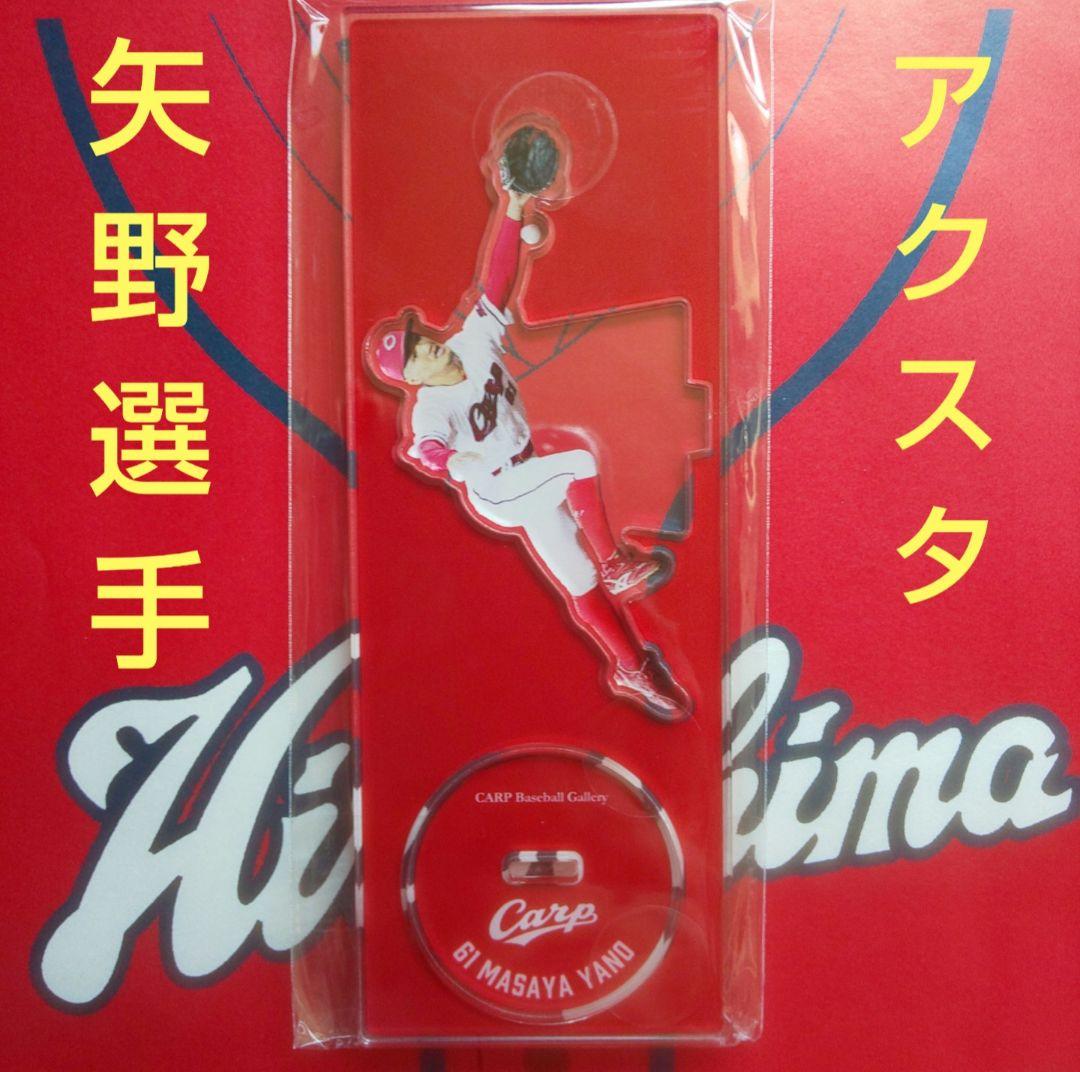 矢野選手
アクスタ
CARP Baseball Gallery
Carp
61 MASAYA YANO